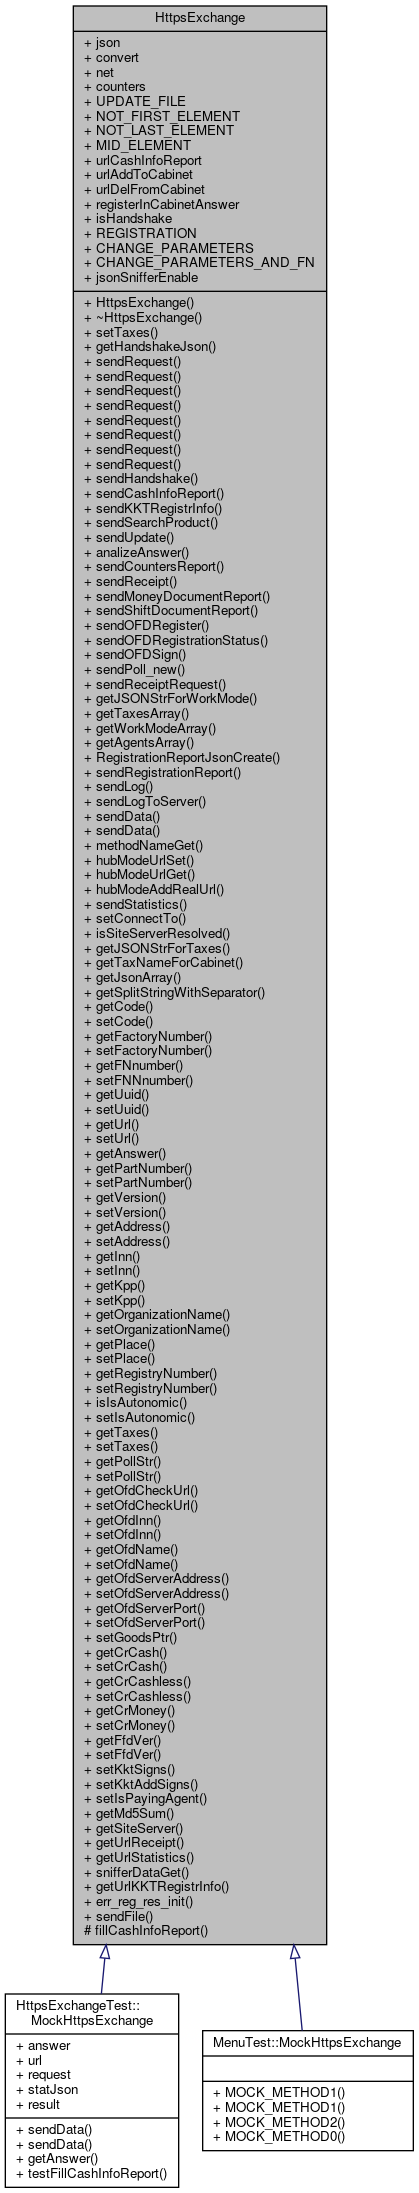 HttpsExchange
+ json
+ convert
+ net
+ counters
+ UPDATE_FILE
+ NOT_FIRST_ELEMENT
+ NOT_LAST_ELEMENT
+ MID_ELEMENT
+ urlCashInfoReport
+ urlAddToCabinet
+ urlDelFromCabinet
+ registerInCabinetAnswer
+ isHandshake
+ REGISTRATION
+ CHANGE_PARAMETERS
+ CHANGE_PARAMETERS_AND_FN
+ jsonSnifferEnable
+ HttpsExchange()
+ ~HttpsExchange()
+ setTaxes()
+ getHandshakeJson()
+ sendRequest()
+ sendRequest()
+ sendRequest()
+ sendRequest()
+ sendRequest()
+ sendRequest()
+ sendRequest()
+ sendRequest()
+ sendHandshake()
+ sendCashInfoReport()
+ sendKKTRegistrInfo()
+ sendSearchProduct()
+ sendUpdate()
+ analizeAnswer()
+ sendCountersReport()
+ sendReceipt()
+ sendMoneyDocumentReport()
+ sendShiftDocumentReport()
+ sendOFDRegister()
+ sendOFDRegistrationStatus()
+ sendOFDSign()
+ sendPoll_new()
+ sendReceiptRequest()
+ getJSONStrForWorkMode()
+ getTaxesArray()
+ getWorkModeArray()
+ getAgentsArray()
+ RegistrationReportJsonCreate()
+ sendRegistrationReport()
+ sendLog()
+ sendLogToServer()
+ sendData()
+ sendData()
+ methodNameGet()
+ hubModeUrlSet()
+ hubModeUrlGet()
+ hubModeAddRealUrl()
+ sendStatistics()
+ setConnectTo()
+ isSiteServerResolved()
+ getJSONStrForTaxes()
+ getTaxNameForCabinet()
+ getJsonArray()
+ getSplitStringWithSeparator()
+ getCode()
+ setCode()
+ getFactoryNumber()
+ setFactoryNumber()
+ getFNnumber()
+ setFNNnumber()
+ getUuid()
+ setUuid()
+ getUrl()
+ setUrl()
+ getAnswer()
+ getPartNumber()
+ setPartNumber()
+ getVersion()
+ setVersion()
+ getAddress()
+ setAddress()
+ getInn()
+ setInn()
+ getKpp()
+ setKpp()
+ getOrganizationName()
+ setOrganizationName()
+ getPlace()
+ setPlace()
+ getRegistryNumber()
+ setRegistryNumber()
+ isIsAutonomic()
+ setIsAutonomic()
+ getTaxes()
+ setTaxes()
+ getPollStr()
+ setPollStr()
+ getOfdCheckUrl()
+ setOfdCheckUrl()
+ getOfdInn()
+ setOfdInn()
+ getOfdName()
+ setOfdName()
+ getOfdServerAddress()
+ setOfdServerAddress()
+ getOfdServerPort()
+ setOfdServerPort()
+ setGoodsPtr()
+ getCrCash()
+ setCrCash()
+ getCrCashless()
+ setCrCashless()
+ getCrMoney()
+ setCrMoney()
+ getFfdVer()
+ setFfdVer()
+ setKktSigns()
+ setKktAddSigns()
+ setIsPayingAgent()
+ getMd5Sum()
+ getSiteServer()
+ getUrlReceipt()
+ getUrlStatistics()
+ snifferDataGet()
+ getUrlKKTRegistrInfo()
+ err_reg_res_init()
+ sendFile()
# fillCashInfoReport()
HttpsExchangeTest::
MockHttpsExchange
+ answer
+ url
+ request
+ statJson
+ result
+ sendData()
+ sendData()
+ getAnswer()
+ testFillCashInfoReport()
MenuTest::MockHttpsExchange
+ MOCK_METHOD1()
+ MOCK_METHOD1()
+ MOCK_METHOD2()
+ MOCK_METHOD0()